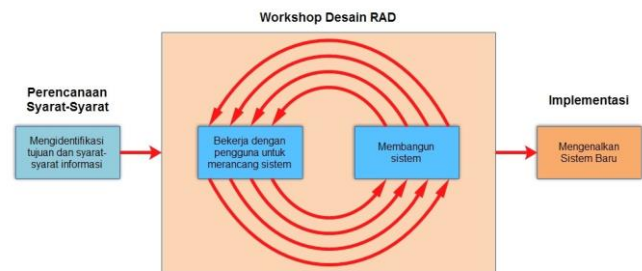 Workshop Desain RAD
Perencanaan
Syarat-Syarat
Mengidentifikasi
tujuan dan syarat-
syarat informasi
Bekerja dengan
pengguna untuk
merancang sistem
Membangun
sistem
Implementasi
Mengenalkan
Sistem Baru